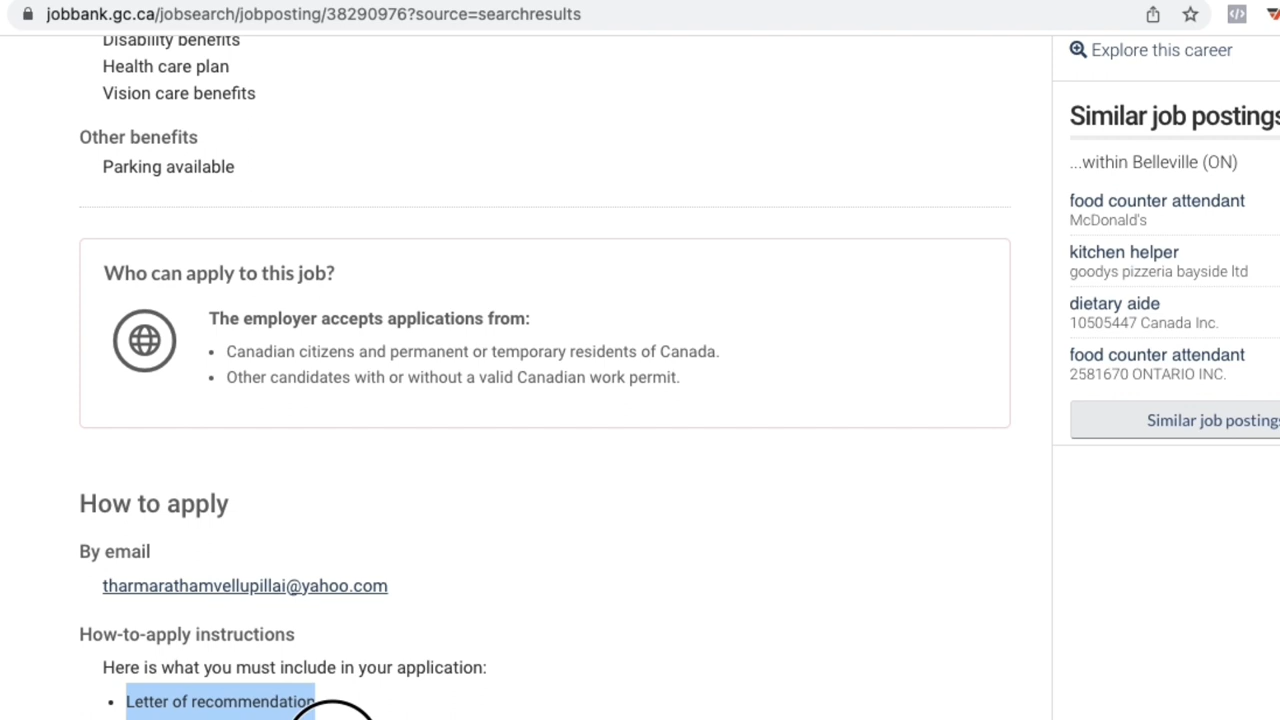 jobbank.gc.ca/jobsearch/jobposting/38290976?source=searchresults
Disability benefits
Health care plan
Vision care benefits
Other benefits
Parking available
Who can apply to this job?
The employer accepts applications from:
• Canadian citizens and permanent or temporary residents of Canada.
• Other candidates with or without a valid Canadian work permit.
How to apply
By email
tharmarathamvellupillai@yahoo.com
How-to-apply instructions
Here is what you must include in your application:
• Letter of recommendation
Explore this career
Similar job postings
...within Belleville (ON)
food counter attendant
McDonald's
kitchen helper
goodys pizzeria bayside ltd
dietary aide
10505447 Canada Inc.
food counter attendant
2581670 ONTARIO INC.
Similar job postings